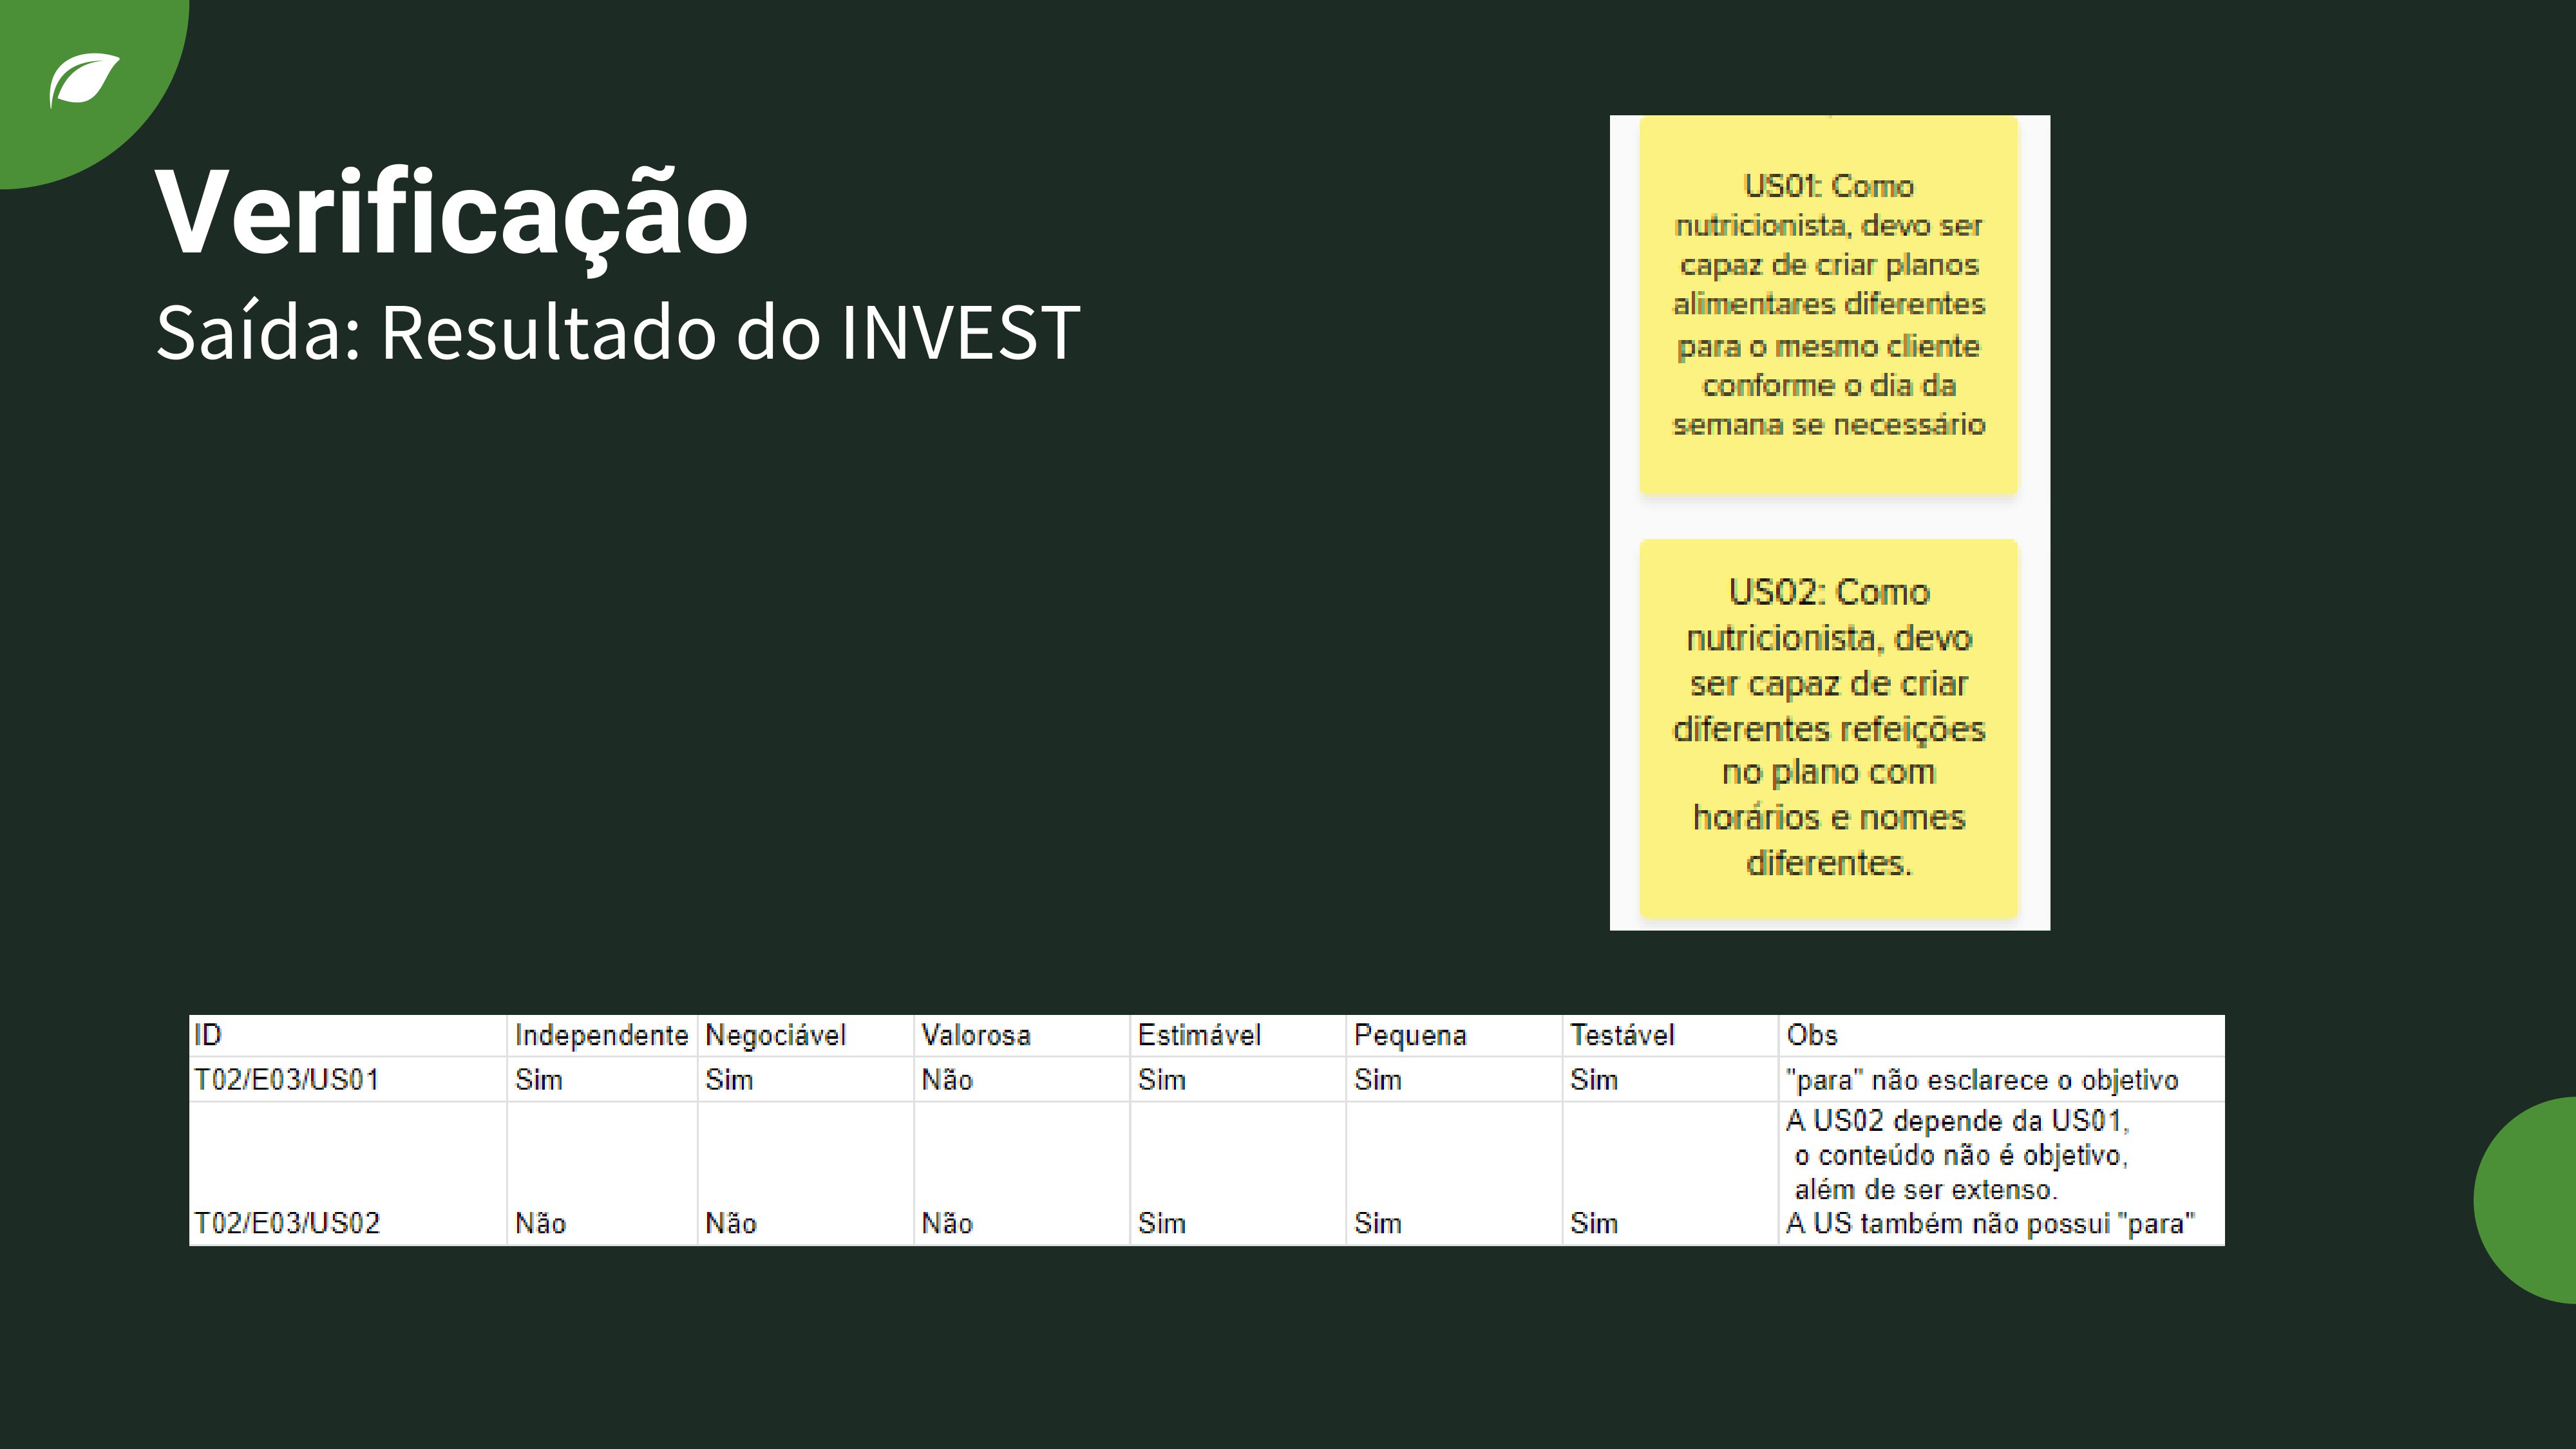 Verificação
Saída: Resultado do INVEST
US01: Como
nutricionista, devo ser
capaz de criar planos
alimentares diferentes
para o mesmo cliente
conforme o dia da
semana se necessário
US02: Como
nutricionista, devo
ser capaz de criar
diferentes refeições
no plano com
horários e nomes
diferentes.
ID Independente Negociável Valorosa Estimável Pequena Testável Obs
T02/E03/US01 Sim Sim Não Sim Sim Sim "para" não esclarece o objetivo
A US02 depende da US01,
o conteúdo não é objetivo,
além de ser extenso.
T02/E03/US02 Não Não Não Sim Sim Sim A US também não possui "para"